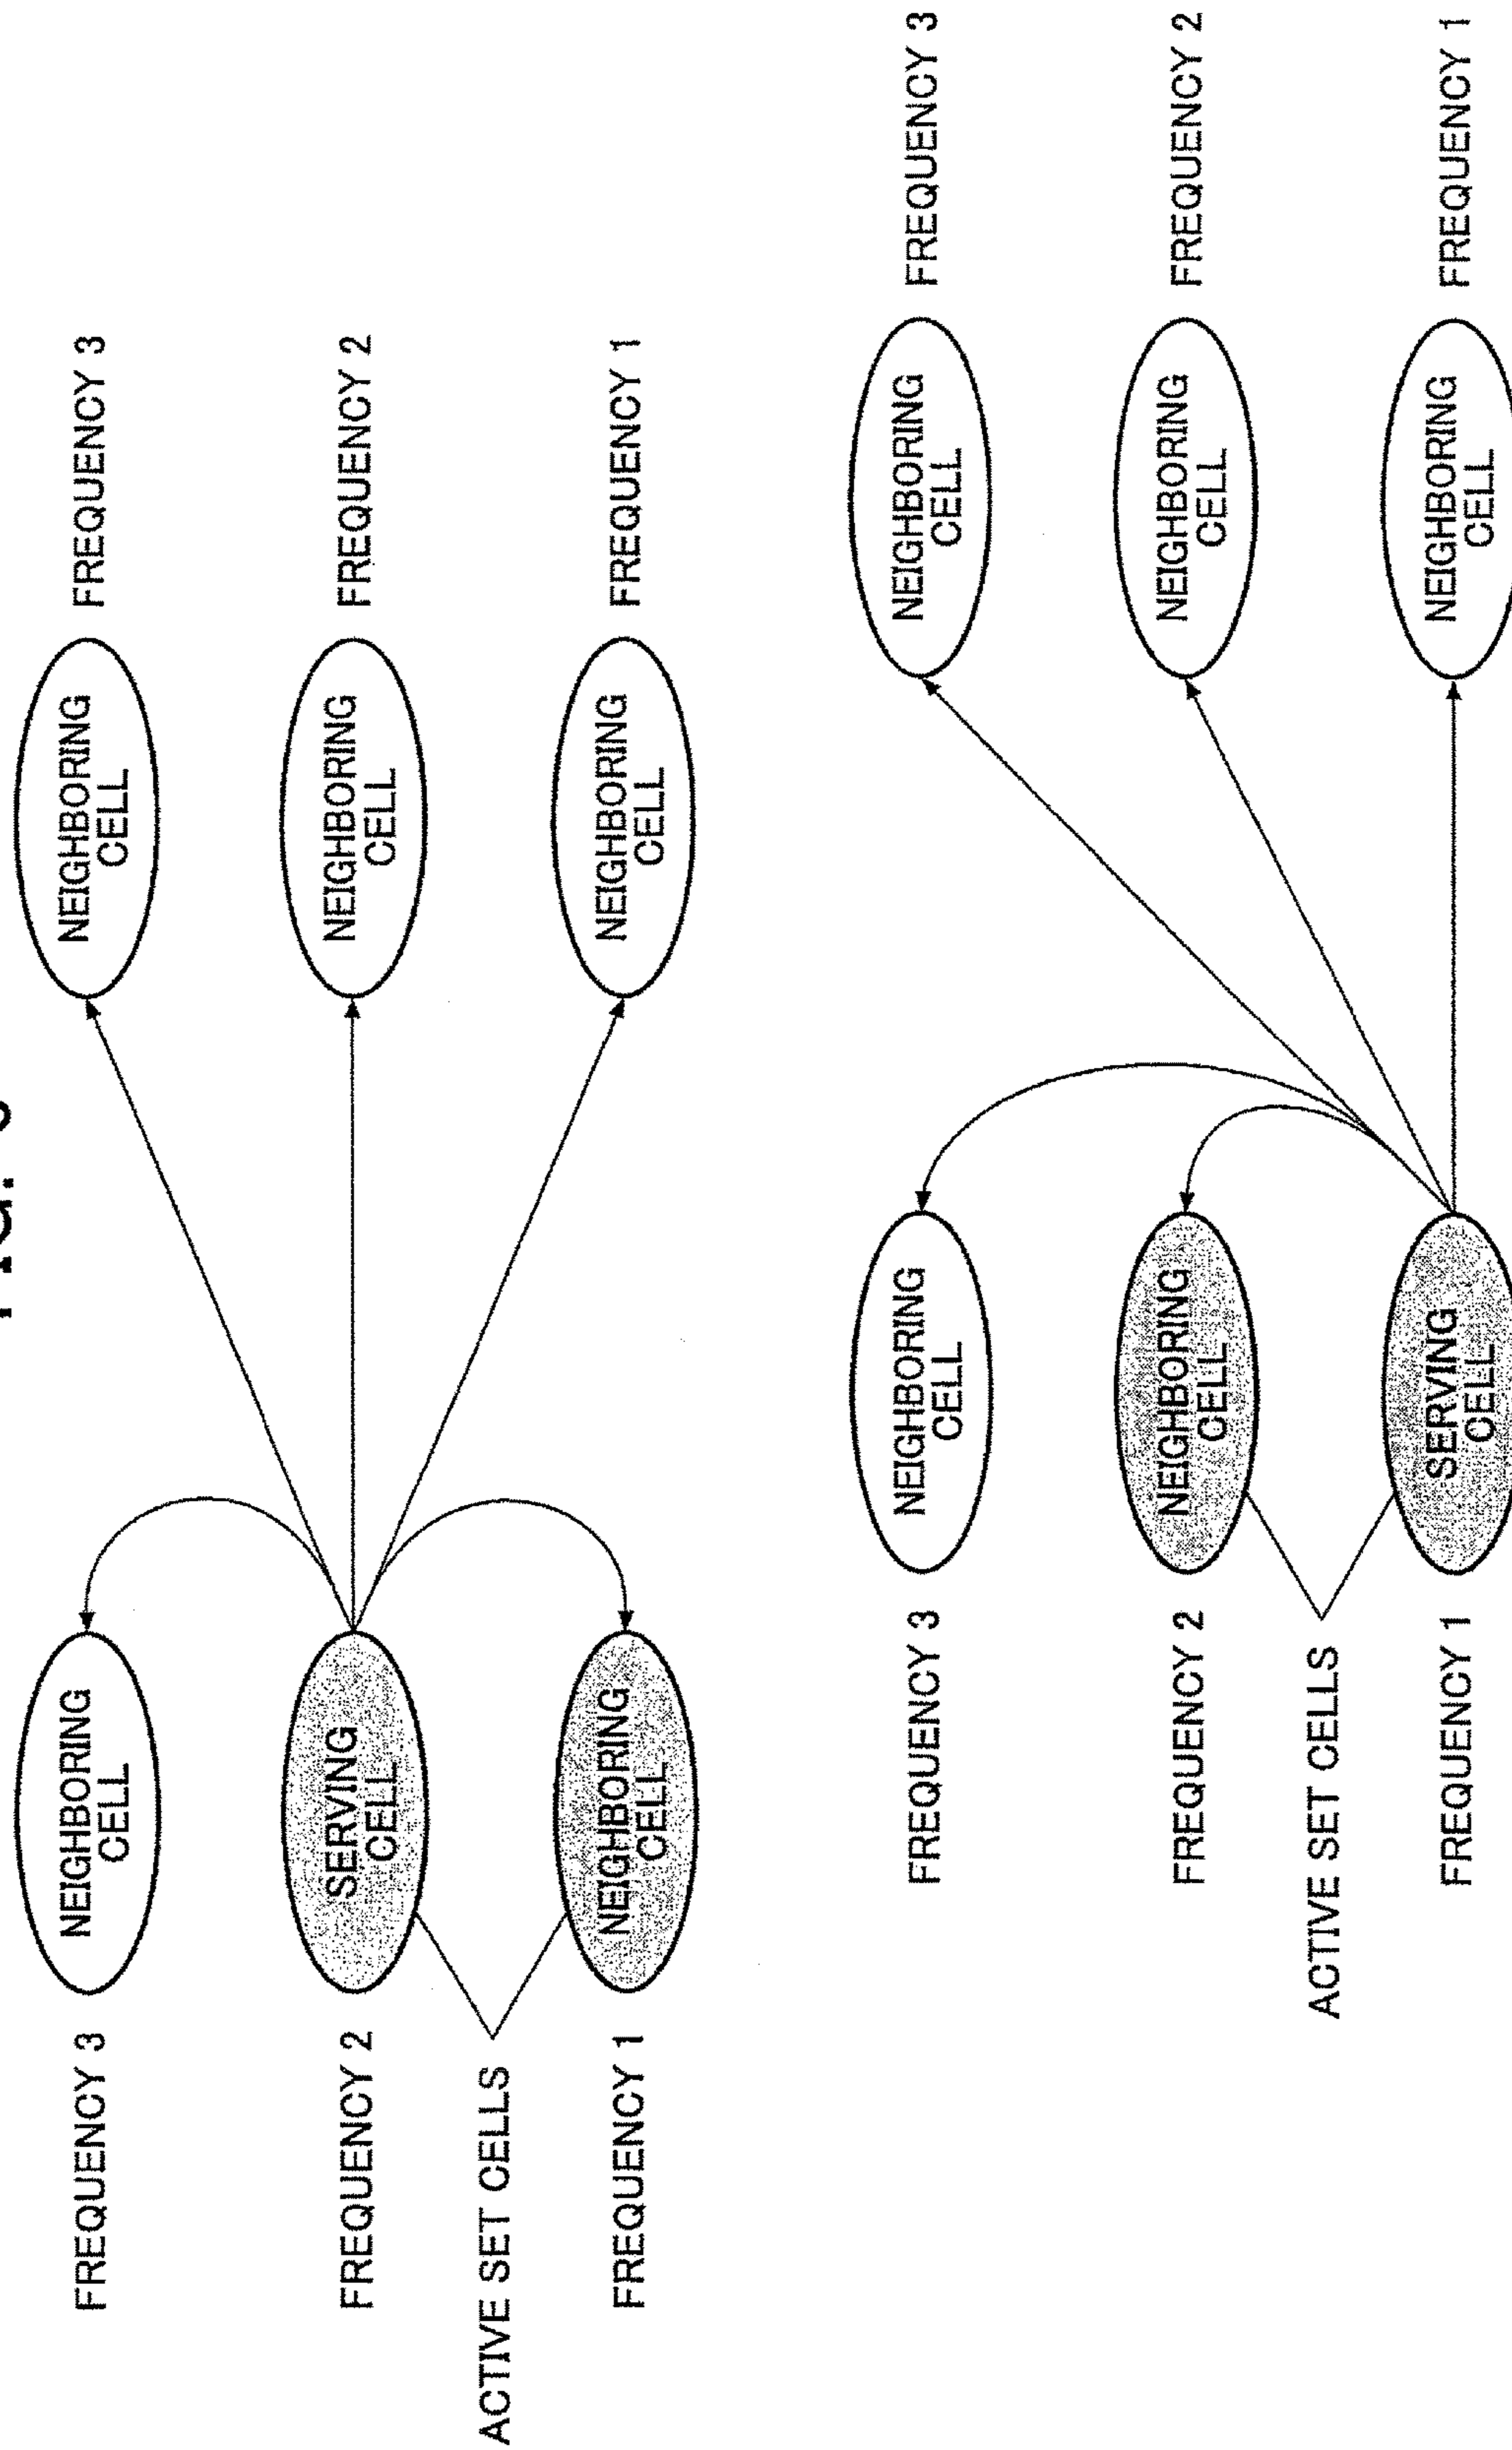 FREQUENCY 3
NEIGHBORING
CELL
NEIGHBORING
CELL
FREQUENCY 3
FREQUENCY 2
SERVING
CELL
NEIGHBORING
CELL
FREQUENCY 2
ACTIVE SET CELLS
FREQUENCY 1
NEIGHBORING
CELL
NEIGHBORING
CELL
FREQUENCY 1
FREQUENCY 3
NEIGHBORING
CELL
NEIGHBORING
CELL
FREQUENCY 3
FREQUENCY 2
NEIGHBORING
CELL
NEIGHBORING
CELL
FREQUENCY 2
ACTIVE SET CELLS
FREQUENCY 1
SERVING
CELL
NEIGHBORING
CELL
FREQUENCY 1